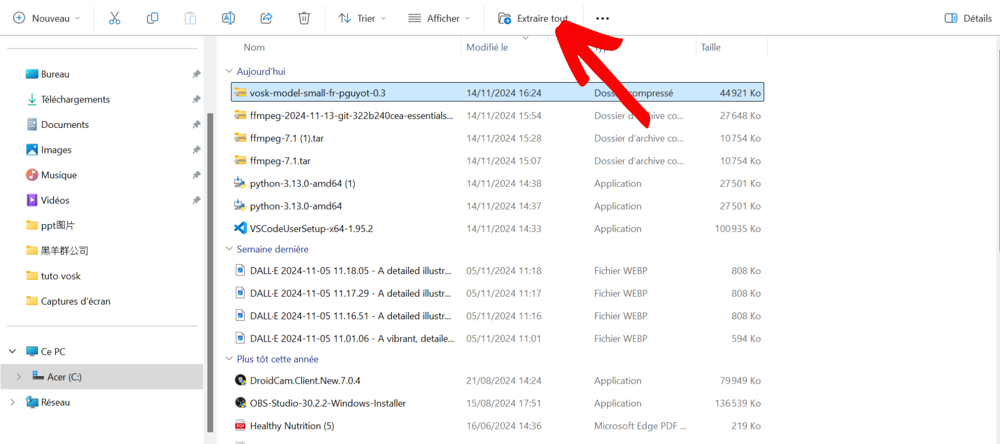 Nouveau Trier Afficher Extraire tout Détails
Nom Modifié le Taille
Bureau
Téléchargements
Documents
Images
Musique
Vidéos
ppt图片
黑羊群公司
tuto vosk
Captures d'écran
Ce PC
Acer (C:)
Réseau
Aujourd'hui
vosk-model-small-fr-pguyot-0.3 14/11/2024 16:24 compressé 44 921 Ko
ffmpeg-2024-11-13-git-322b240cea-essentials... 14/11/2024 15:54 Dossier co... 27 648 Ko
ffmpeg-7.1 (1).tar 14/11/2024 15:28 Dossier d'archive co... 10 754 Ko
ffmpeg-7.1.tar 14/11/2024 15:07 Dossier d'archive co... 10 754 Ko
python-3.13.0-amd64 (1) 14/11/2024 14:38 Application 27 501 Ko
python-3.13.0-amd64 14/11/2024 14:37 Application 27 501 Ko
VSCodeUserSetup-x64-1.95.2 14/11/2024 14:33 Application 100 935 Ko
Semaine dernière
DALL·E 2024-11-05 11.18.05 - A detailed illustr... 05/11/2024 11:18 Fichier WEBP 808 Ko
DALL·E 2024-11-05 11.17.29 - A detailed illustr... 05/11/2024 11:17 Fichier WEBP 808 Ko
DALL·E 2024-11-05 11.16.51 - A detailed illustr... 05/11/2024 11:16 Fichier WEBP 808 Ko
DALL·E 2024-11-05 11.01.06 - A vibrant, detaile... 05/11/2024 11:01 Fichier WEBP 594 Ko
Plus tôt cette année
DroidCam.Client.New.7.0.4 21/08/2024 14:24 Application 79 949 Ko
OBS-Studio-30.2.2-Windows-Installer 15/08/2024 17:51 Application 136 539 Ko
Healthy Nutrition (5) 16/06/2024 14:36 Microsoft Edge PDF ... 219 Ko